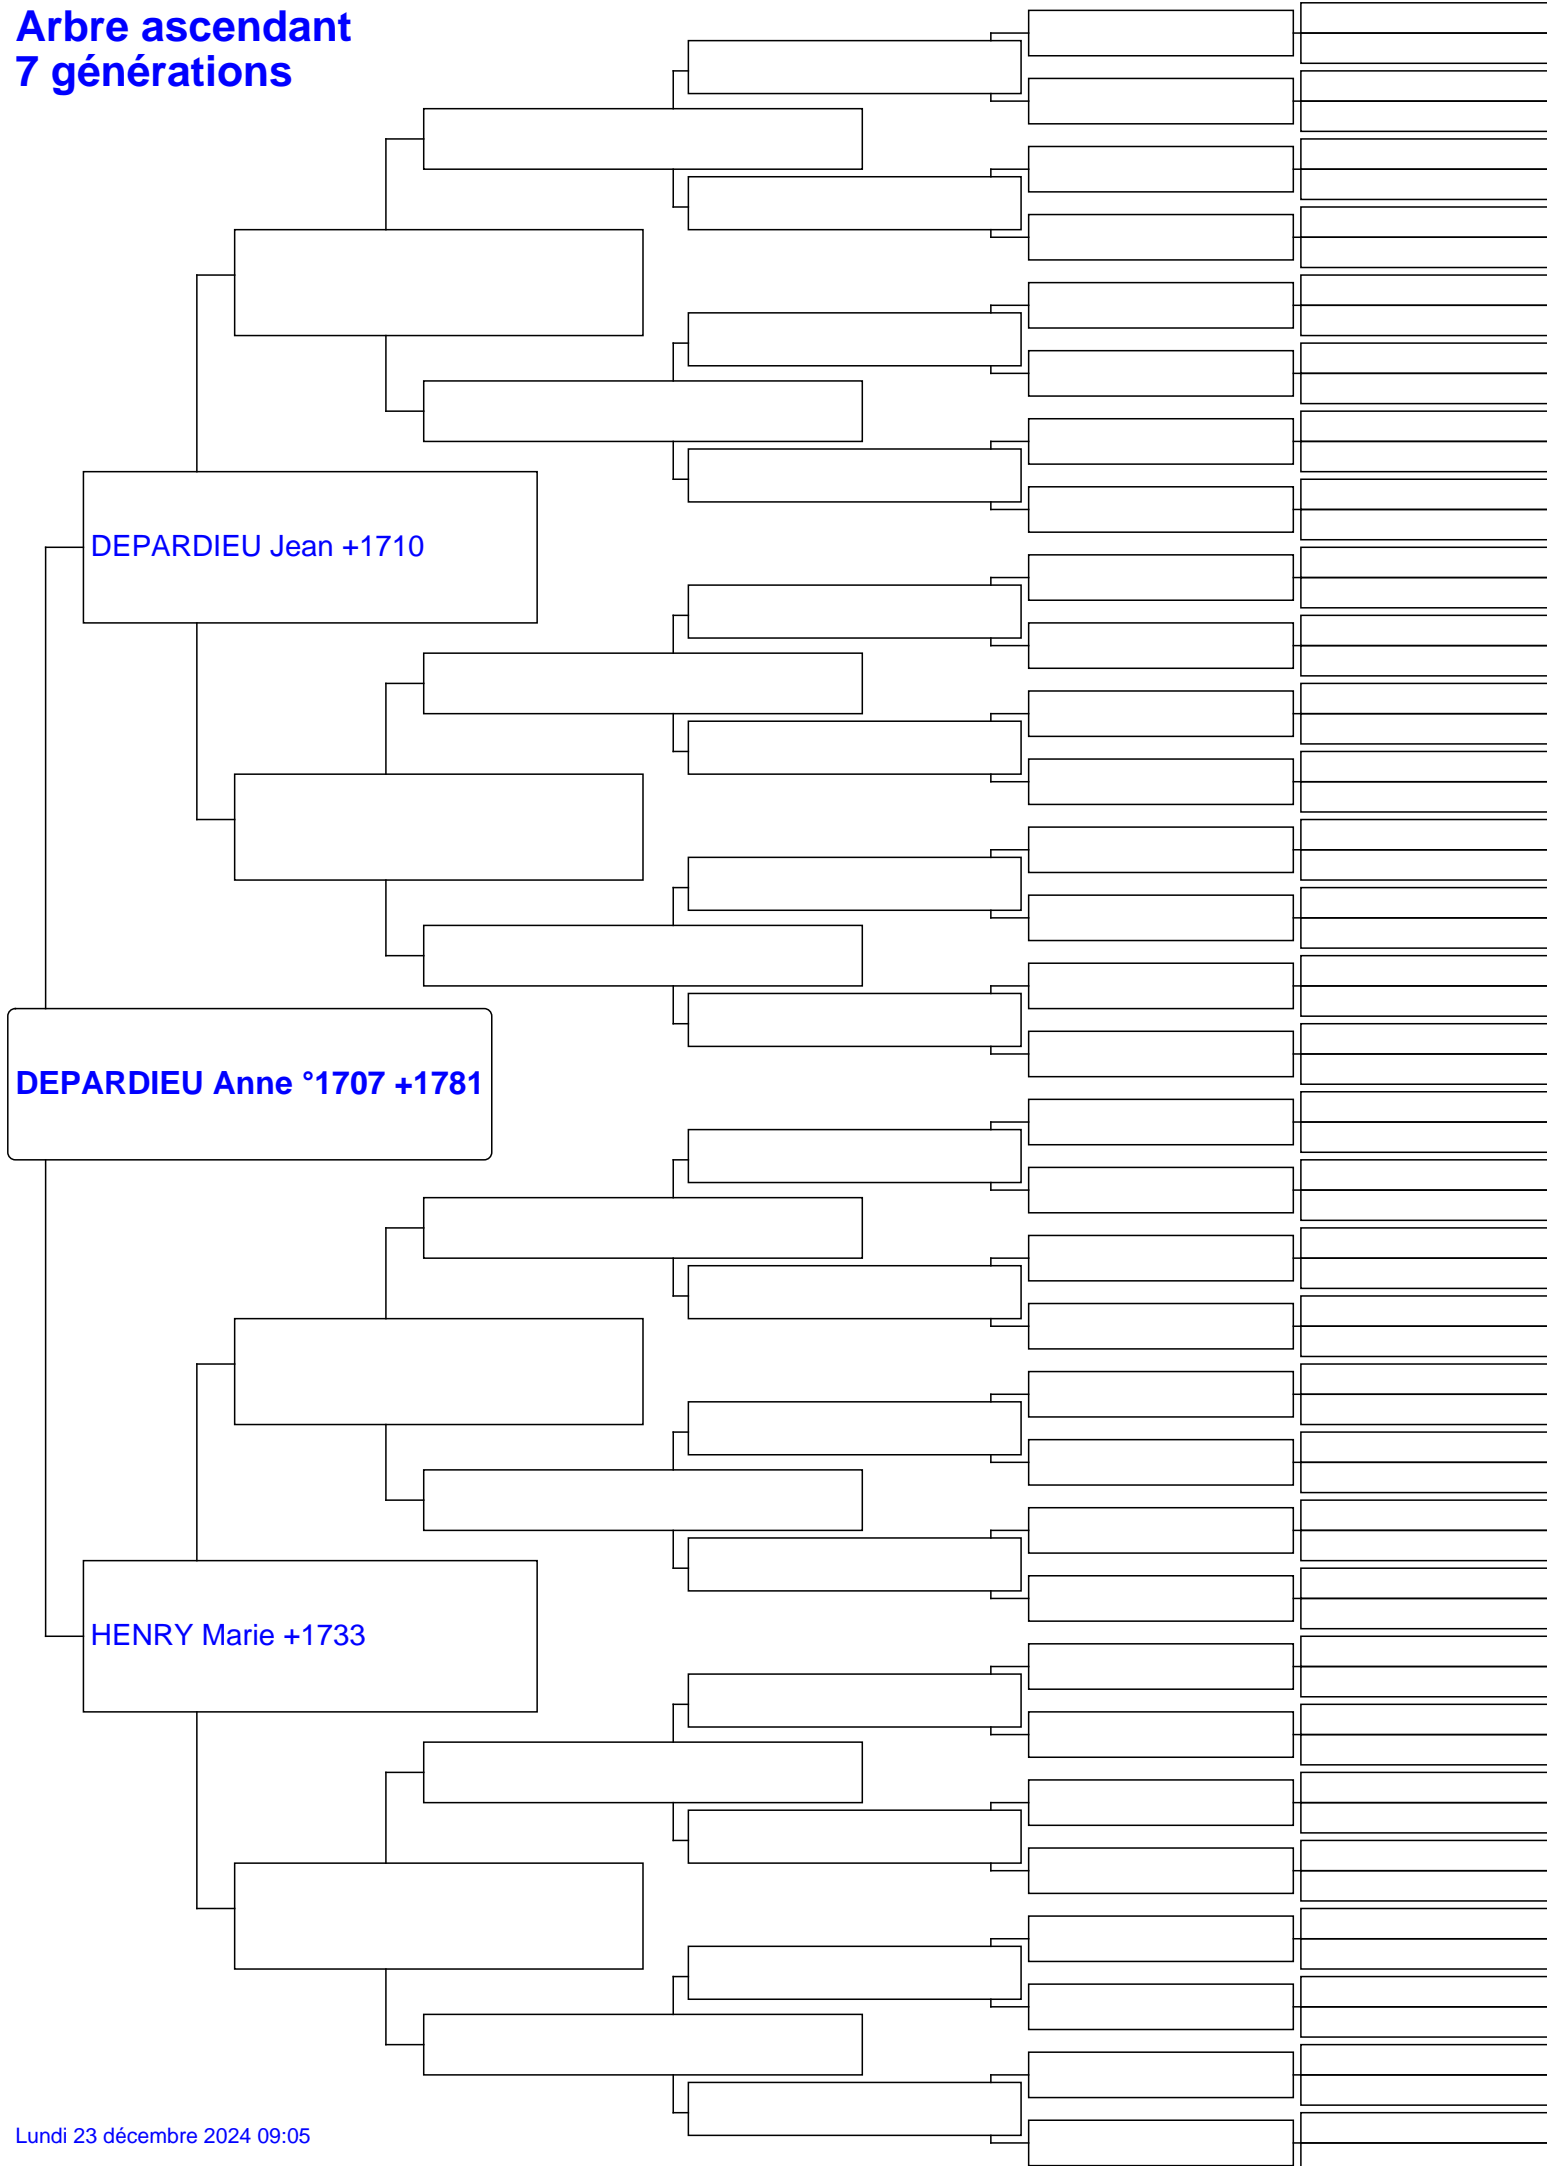 Arbre ascendant
7 générations
DEPARDIEU Jean +1710
DEPARDIEU Anne °1707 +1781
HENRY Marie +1733
Lundi 23 décembre 2024 09:05